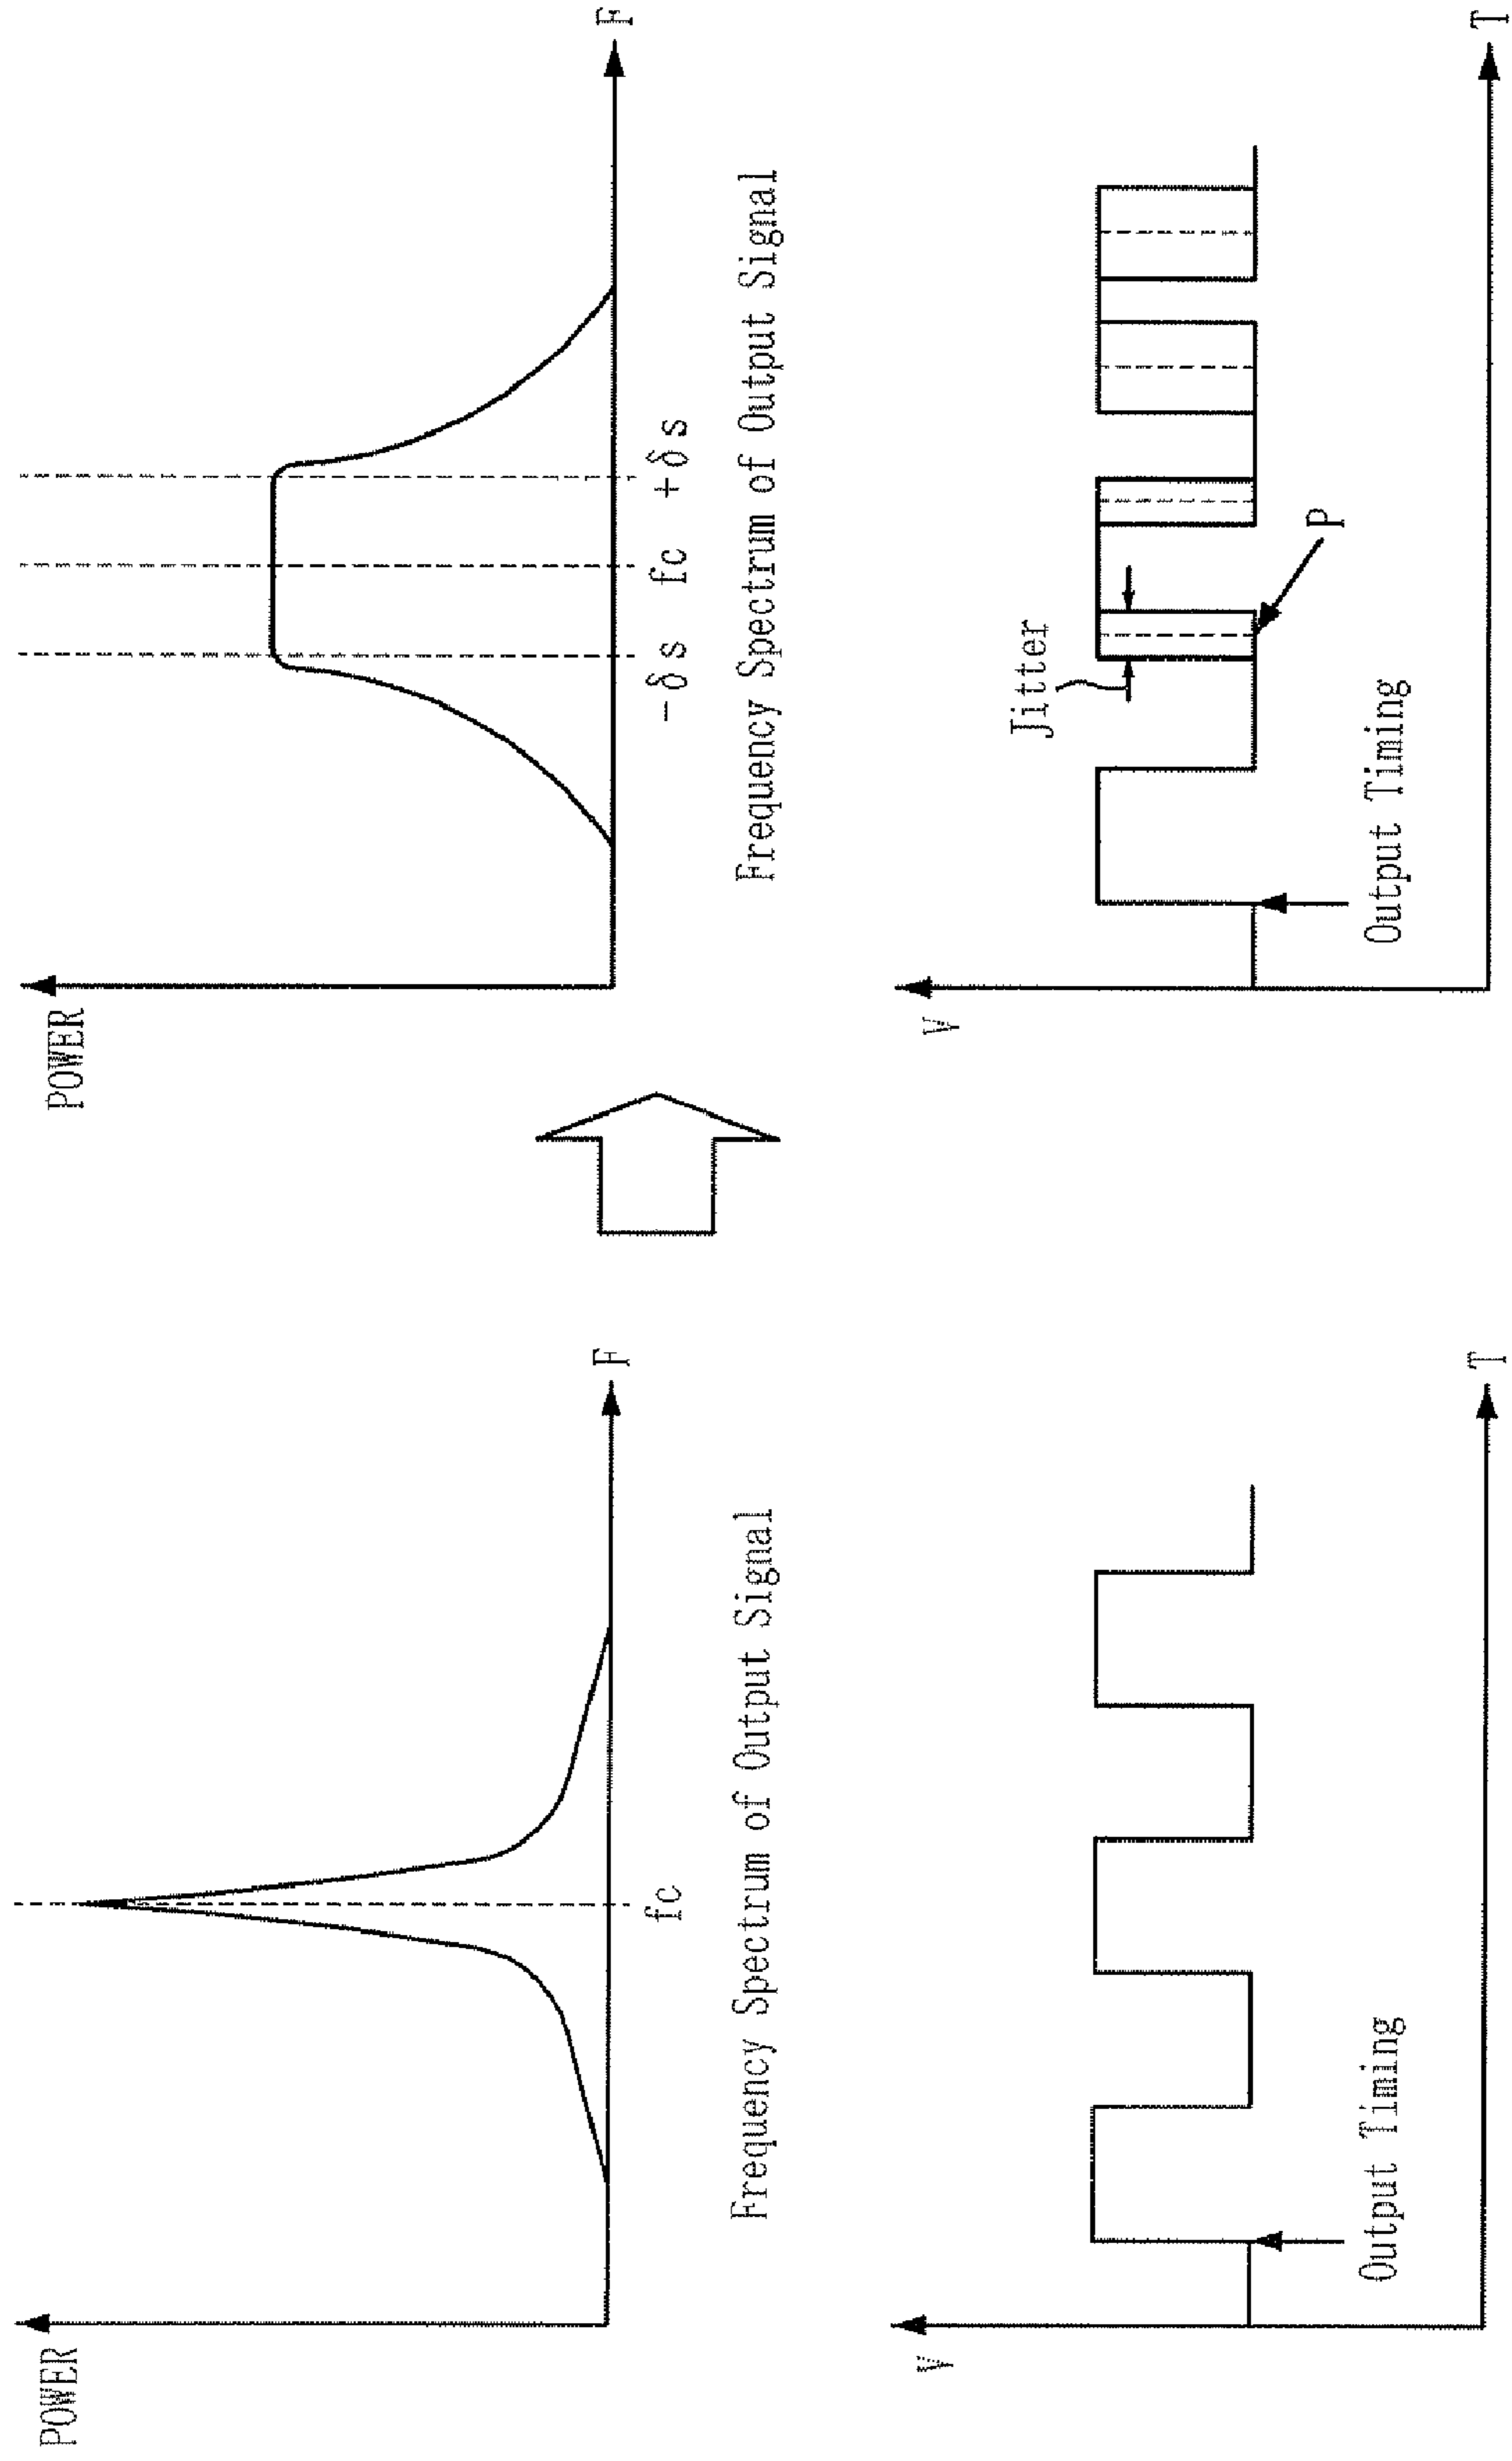 POWER
F
fc
Frequency Spectrum of Output Signal
V
Output Timing
T
POWER
F
-δs fc +δs
Frequency Spectrum of Output Signal
V
Jitter
P
Output Timing
T